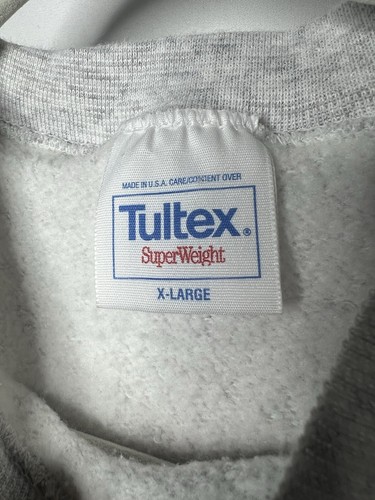 MADE IN U.S.A. CARE/CONTENT OVER
Tultex®
SuperWeight
X-LARGE